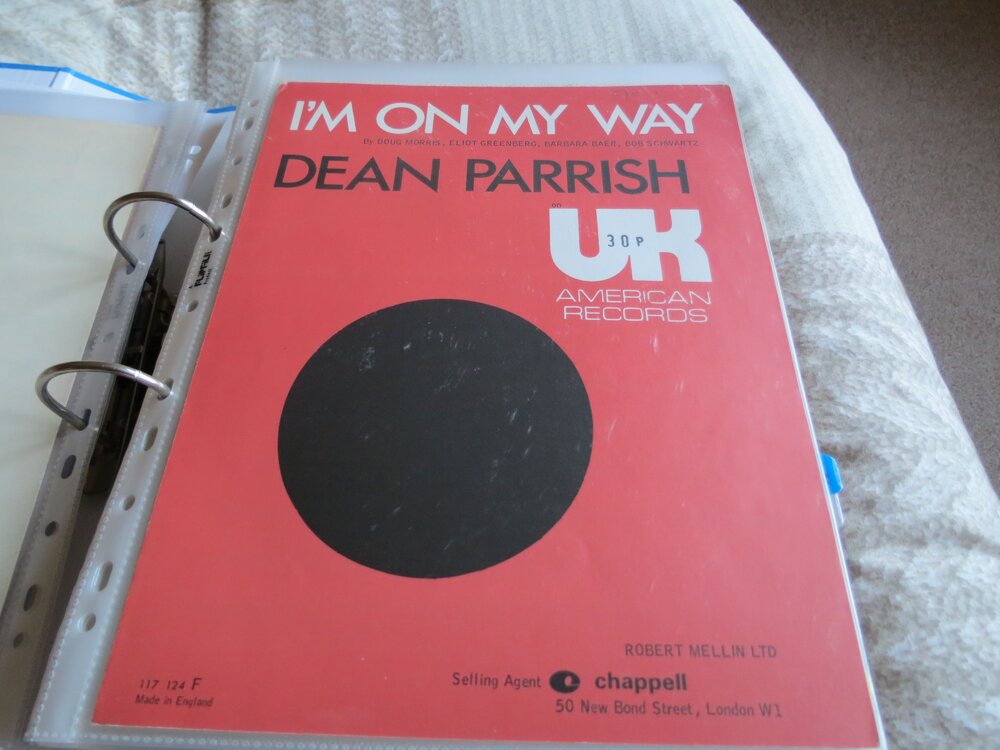 I'M ON MY WAY
By DOUG MORRIS, ELIOT GREENBERG, BARBARA BAER, BOB SCHWARTZ
DEAN PARRISH
on
UK
30P
AMERICAN
RECORDS
ROBERT MELLIN LTD
Selling Agent chappell
50 New Bond Street, London W1
117 124 F
Made in England